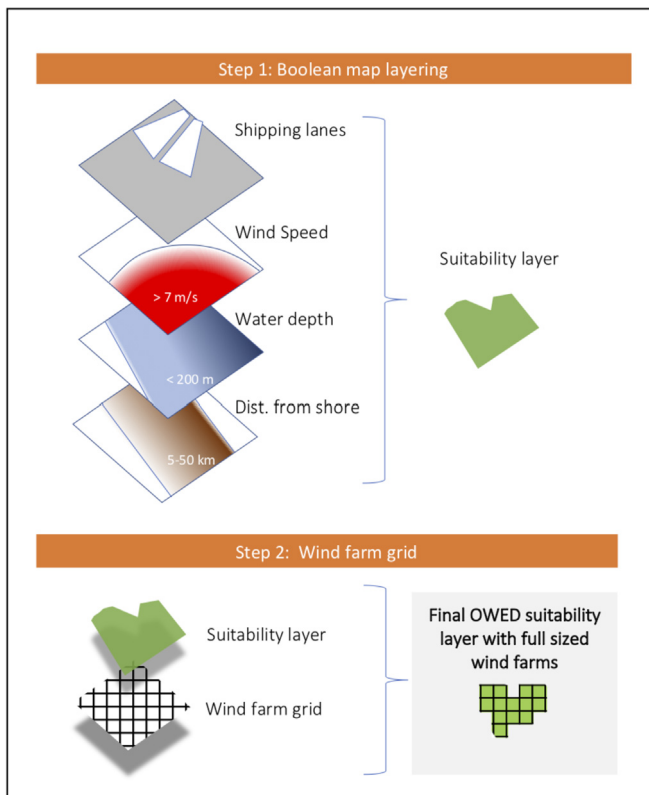 Step 1: Boolean map layering
Shipping lanes
Wind Speed
> 7 m/s
Suitability layer
Water depth
< 200 m
Dist. from shore
5-50 km
Step 2:  Wind farm grid
Suitability layer
Wind farm grid
Final OWED suitability
layer with full sized
wind farms